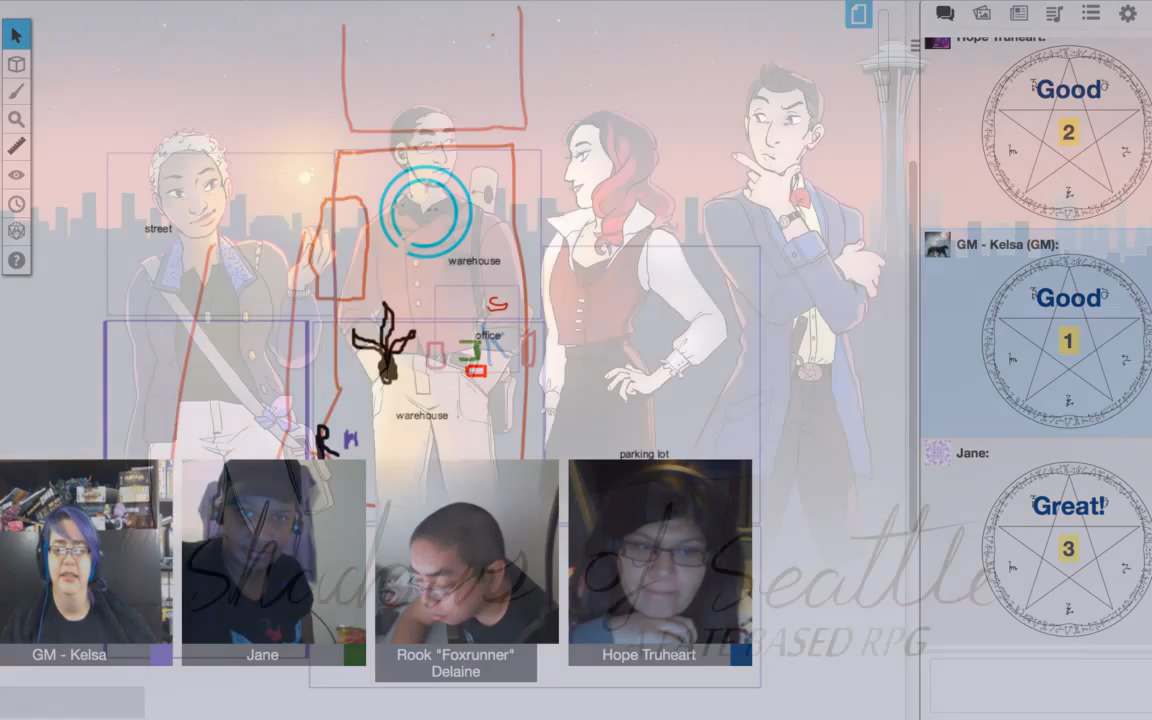 Hope Truheart:
Good
2
GM - Kelsa (GM):
Good
1
Jane:
Great!
3
street
warehouse
S
office
J
K
warehouse
R
H
parking lot
Shadows of Seattle
A FATE BASED RPG
GM - Kelsa
Jane
Rook "Foxrunner"
Delaine
Hope Truheart